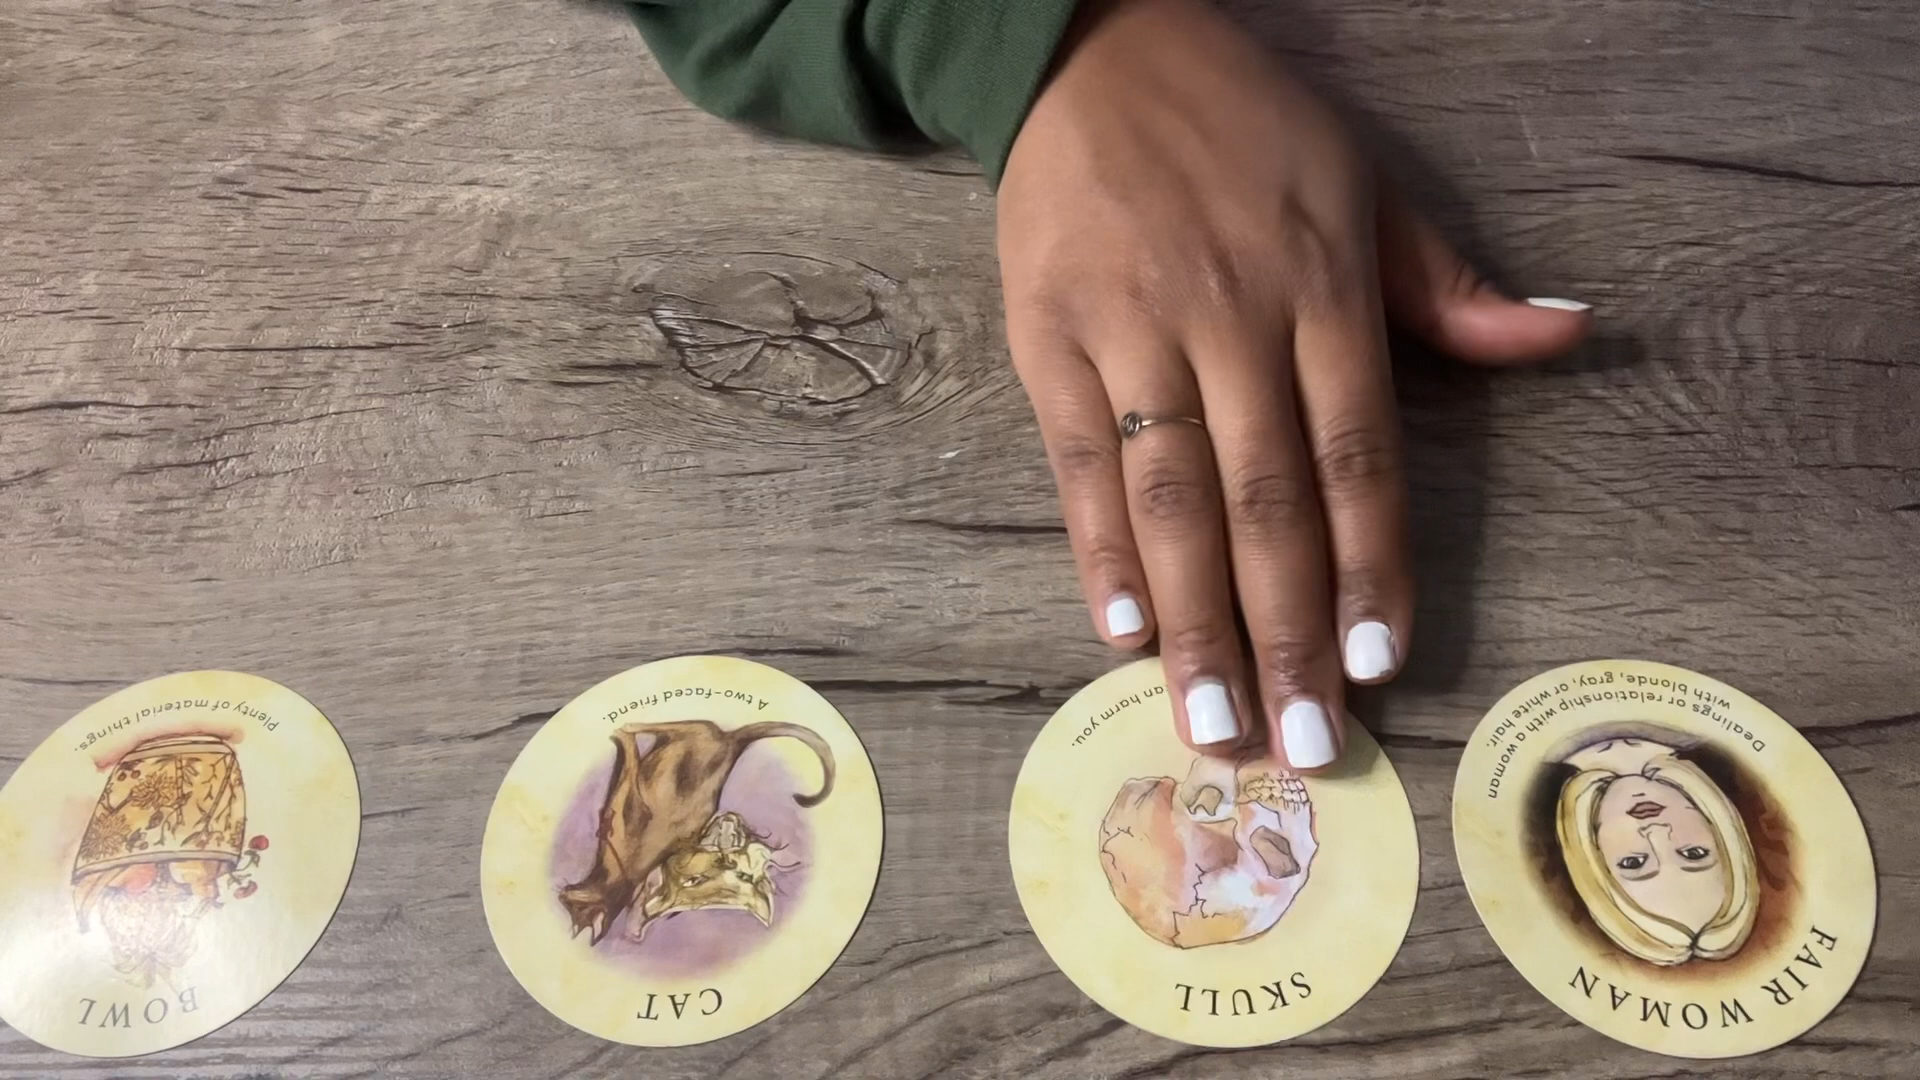 BOWL
Plenty of material things.
CAT
A two-faced friend.
SKULL
an harm you.
FAIR WOMAN
Dealings or relationship with a woman
with blonde, gray, or white hair.